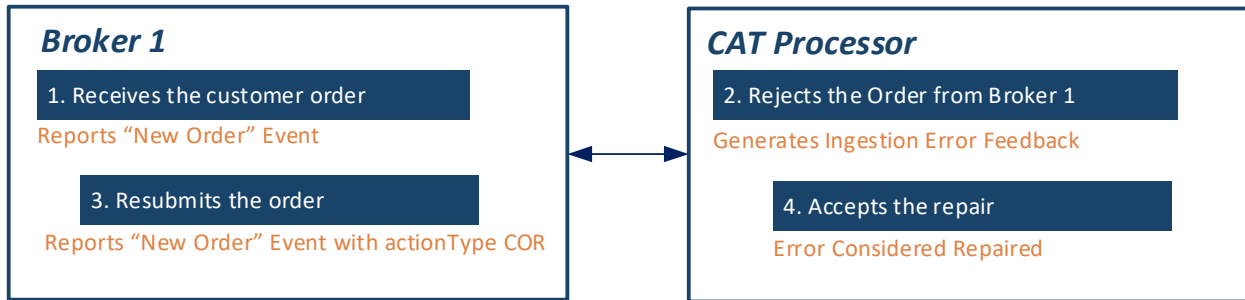 Broker 1
1. Receives the customer order
Reports “New Order” Event
3. Resubmits the order
Reports “New Order” Event with actionType COR
CAT Processor
2. Rejects the Order from Broker 1
Generates Ingestion Error Feedback
4. Accepts the repair
Error Considered Repaired